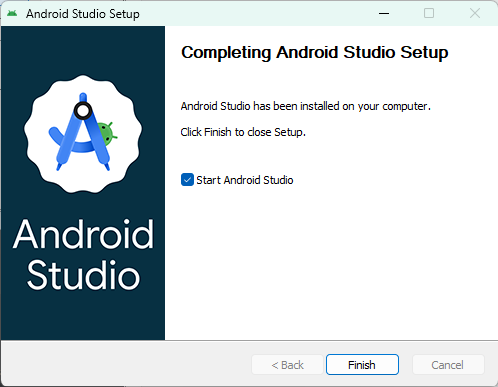 Android Studio Setup
Completing Android Studio Setup
Android Studio has been installed on your computer.
Click Finish to close Setup.
Start Android Studio
Android
Studio
< Back
Finish
Cancel